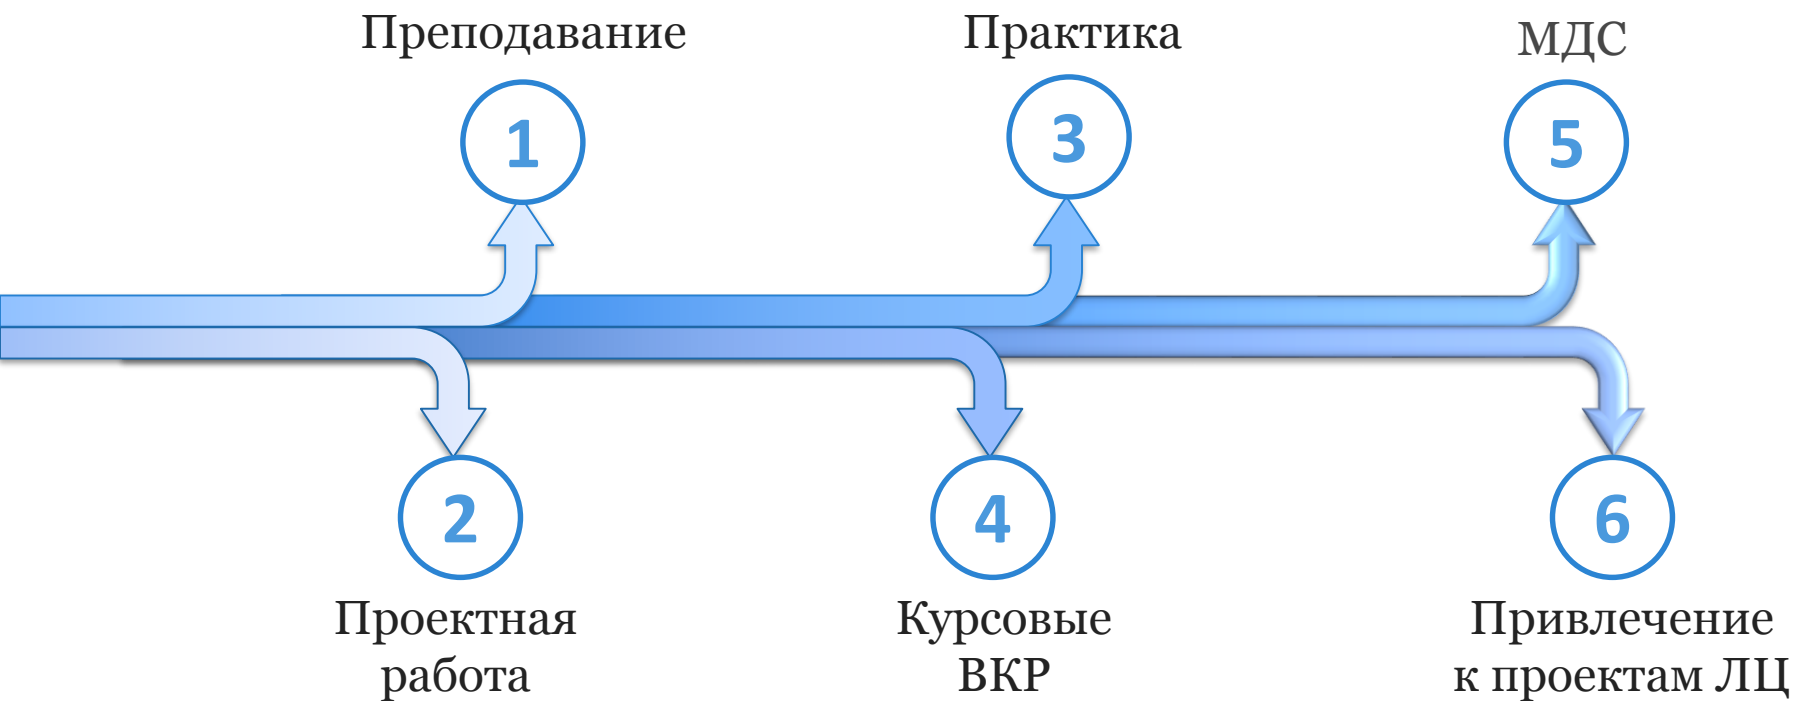 Преподавание
1
Практика
3
МДС
5
2
Проектная
работа
4
Курсовые
ВКР
6
Привлечение
к проектам ЛЦ